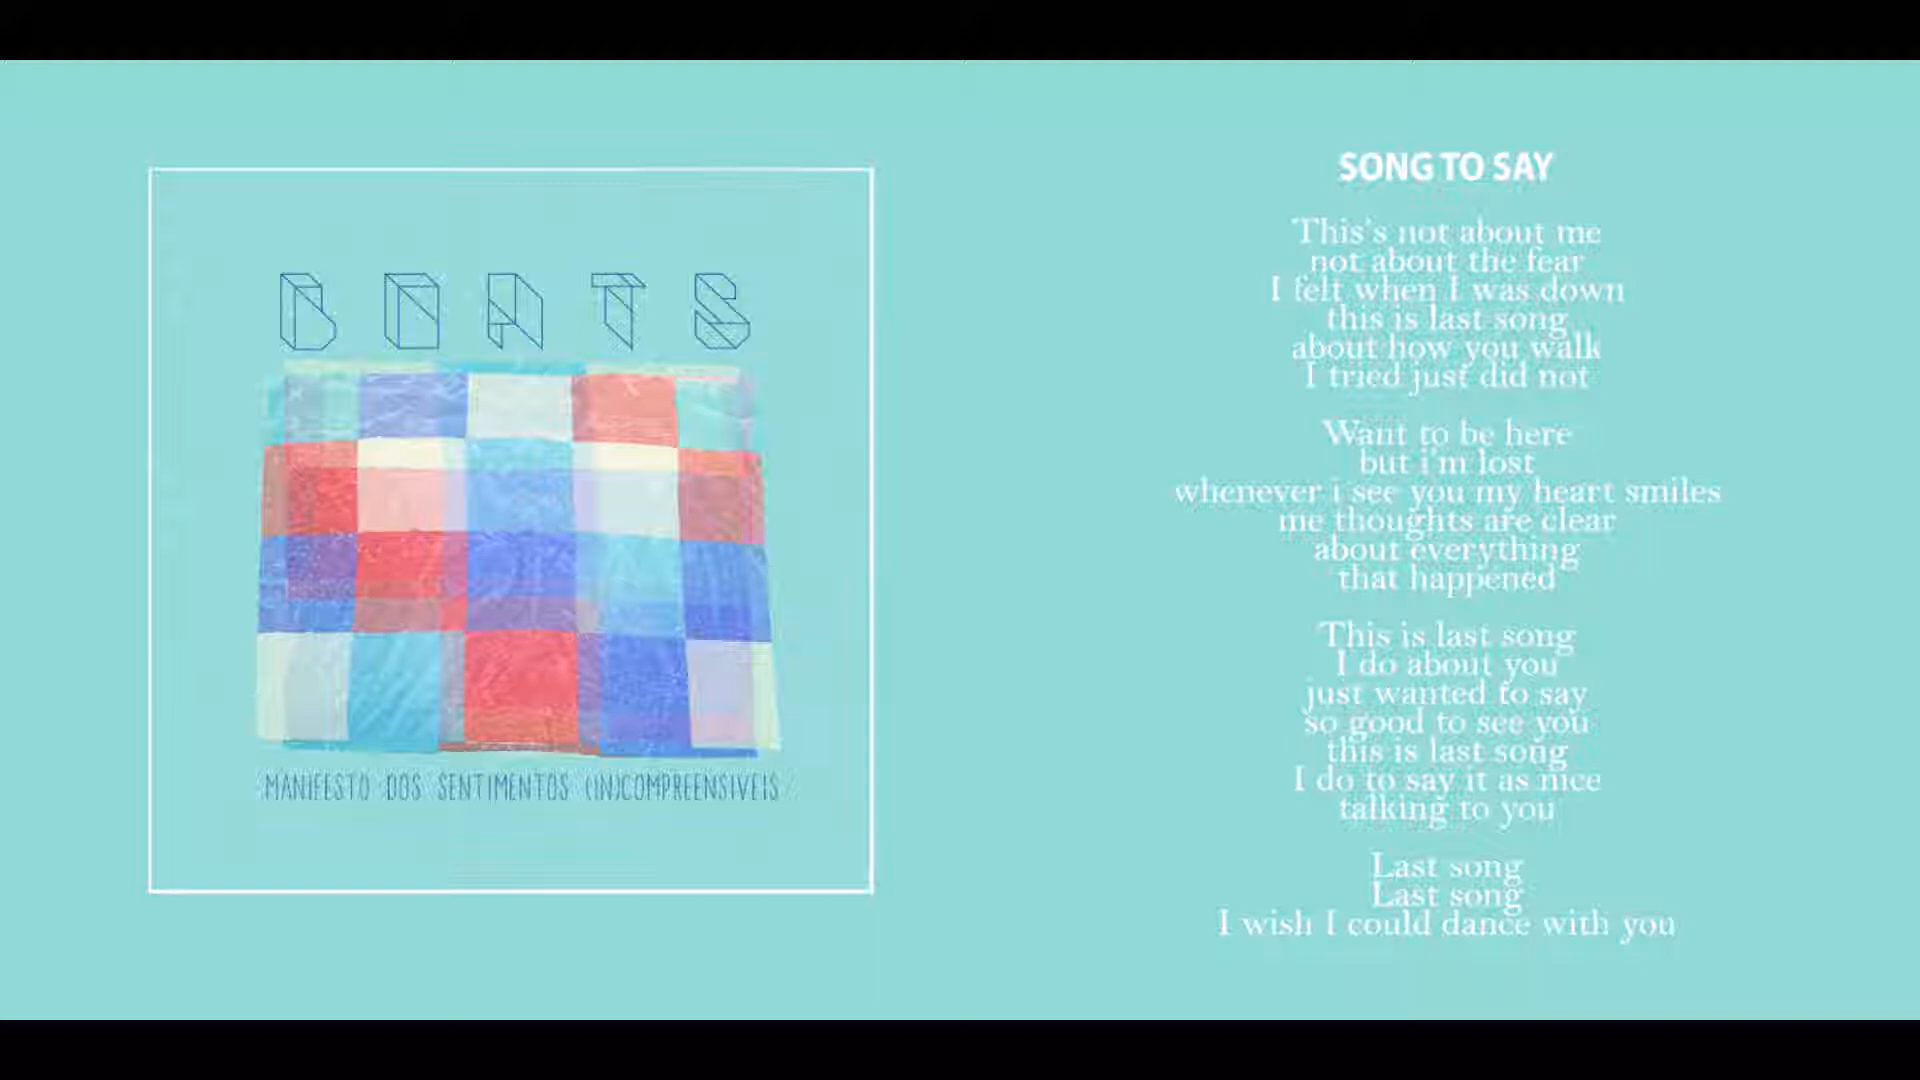 BOATS
MANIFESTO DOS SENTIMENTOS (IN)COMPREENSIVEIS
SONG TO SAY
This's not about me
not about the fear
I felt when I was down
this is last song
about how you walk
I tried just did not
Want to be here
but i'm lost
whenever i see you my heart smiles
me thoughts are clear
about everything
that happened
This is last song
I do about you
just wanted to say
so good to see you
this is last song
I do to say it as nice
talking to you
Last song
Last song
I wish I could dance with you